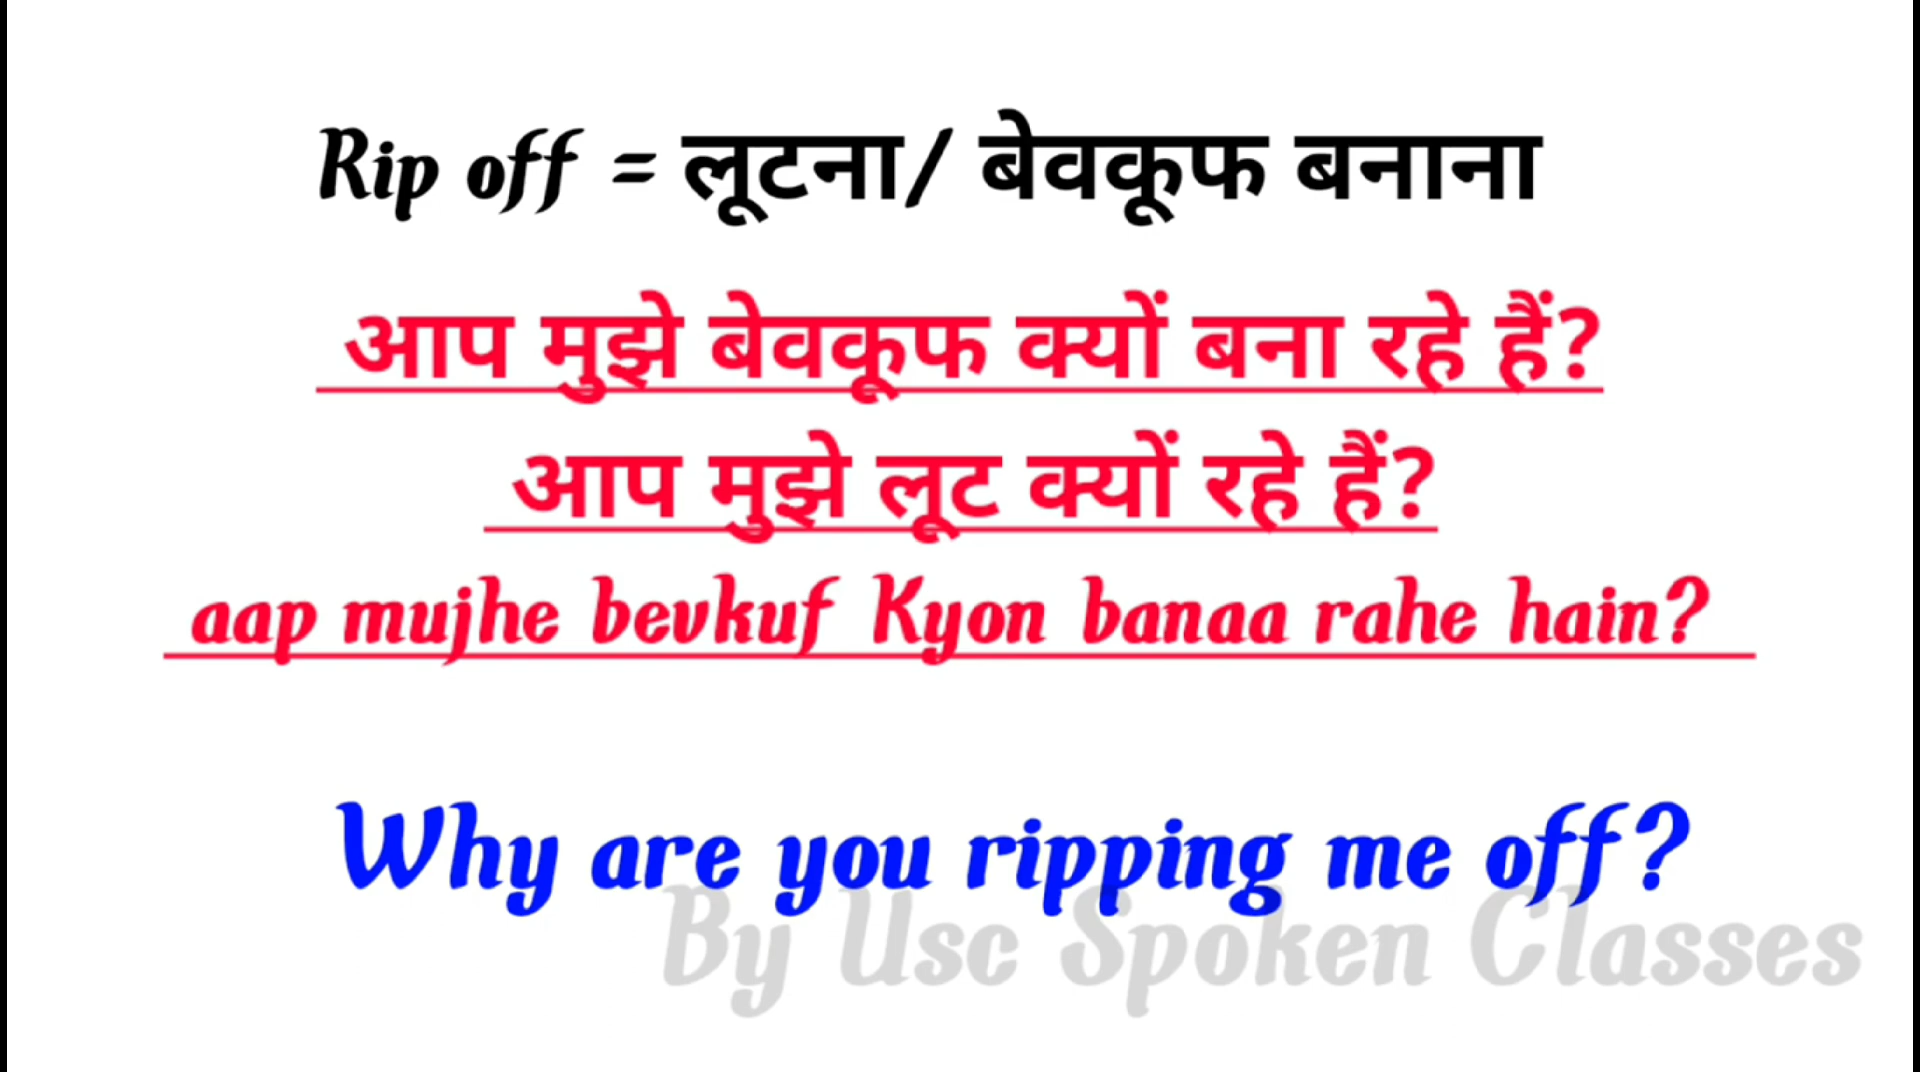 Rip off = लूटना/ बेवकूफ बनाना
आप मुझे बेवकूफ क्यों बना रहे हैं?
आप मुझे लूट क्यों रहे हैं?
aap mujhe bevkuf Kyon banaa rahe hain?
Why are you ripping me off?
By Usc Spoken Classes